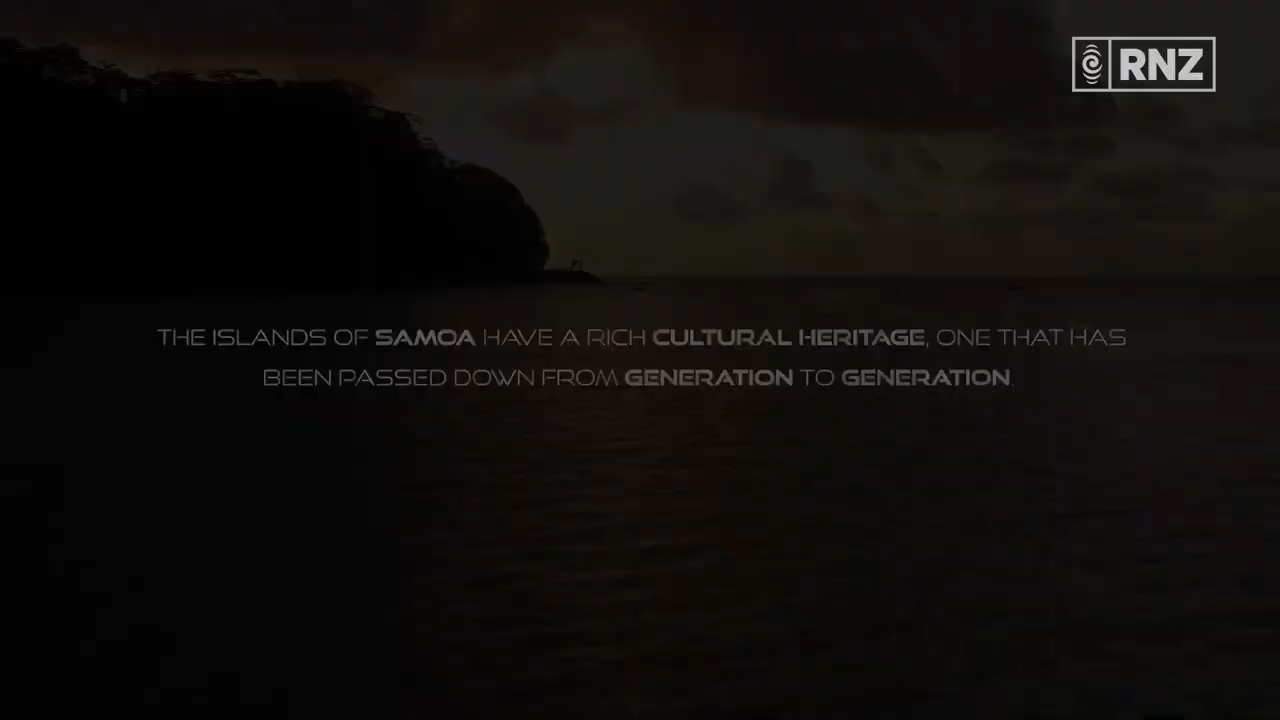 RNZ
THE ISLANDS OF SAMOA HAVE A RICH CULTURAL HERITAGE, ONE THAT HAS
BEEN PASSED DOWN FROM GENERATION TO GENERATION.